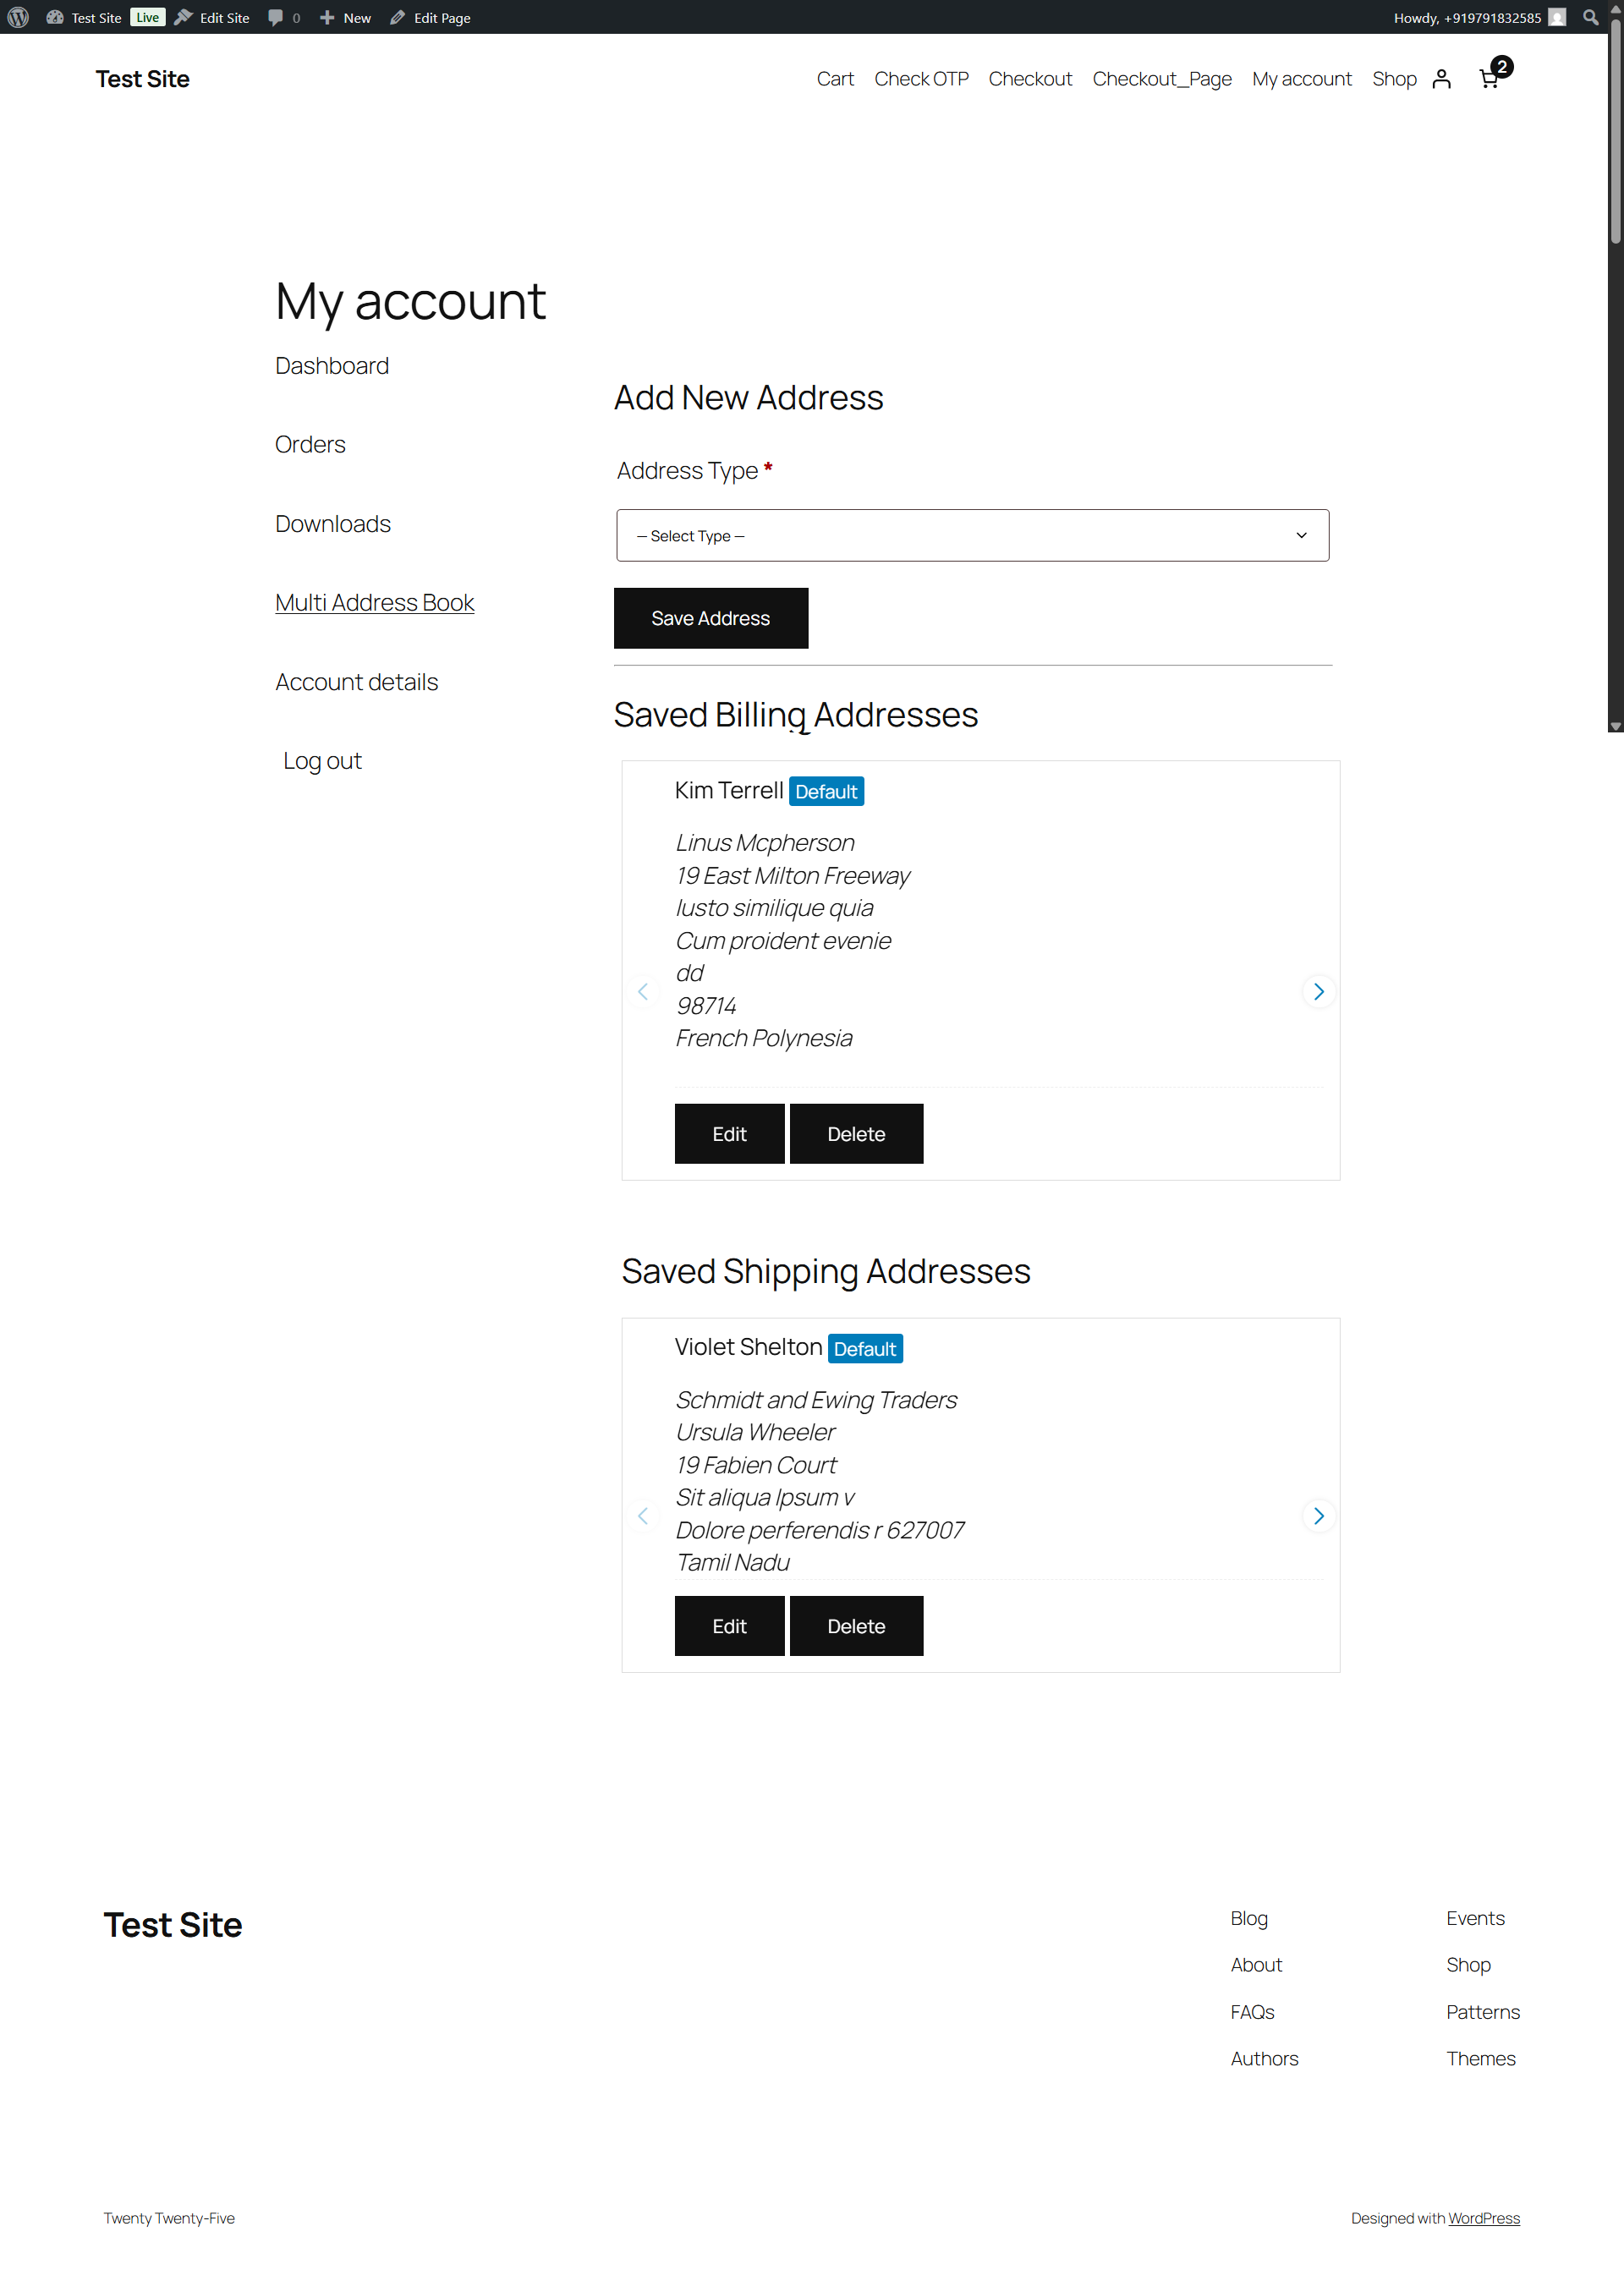 Test Site Live Edit Site 0 New Edit Page Howdy, +919791832585
Test Site Cart Check OTP Checkout Checkout_Page My account Shop 2
My account
Dashboard
Orders
Downloads
Multi Address Book
Account details
Log out
Add New Address
Address Type *
— Select Type —
Save Address
Saved Billing Addresses
Kim Terrell Default
Linus Mcpherson
19 East Milton Freeway
Iusto similique quia
Cum proident evenie
dd
98714
French Polynesia
Edit Delete
Saved Shipping Addresses
Violet Shelton Default
Schmidt and Ewing Traders
Ursula Wheeler
19 Fabien Court
Sit aliqua Ipsum v
Dolore perferendis r 627007
Tamil Nadu
Edit Delete
Test Site
Blog Events
About Shop
FAQs Patterns
Authors Themes
Twenty Twenty-Five Designed with WordPress